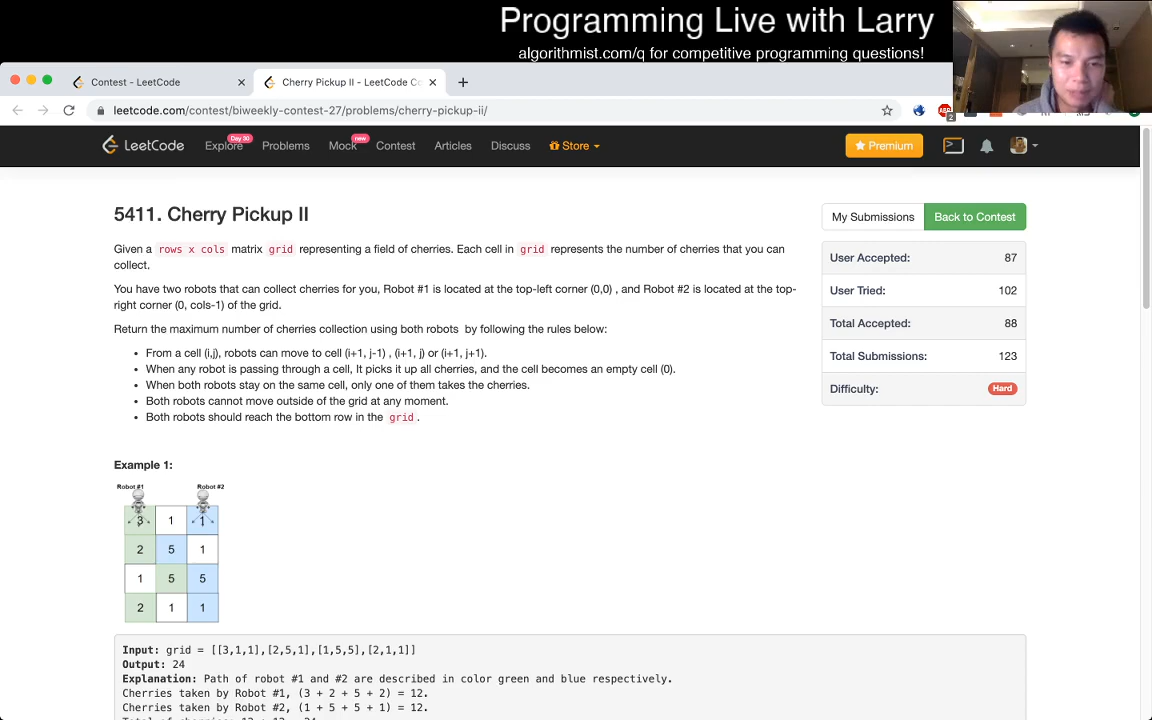 Programming Live with Larry
algorithmist.com/q for competitive programming questions!
Contest - LeetCode
Cherry Pickup II - LeetCode Co
leetcode.com/contest/biweekly-contest-27/problems/cherry-pickup-ii/
2
LeetCode
Explore
Day 30
Problems
Mock
new
Contest
Articles
Discuss
Store
Premium
5411. Cherry Pickup II
My Submissions
Back to Contest
Given a rows x cols matrix grid representing a field of cherries. Each cell in grid represents the number of cherries that you can
collect,
You have two robots that can collect cherries for you, Robot #1 is located at the top-left corner (0,0) , and Robot #2 is located at the top-
right corner (0, cols-1) of the grid.
Return the maximum number of cherries collection using both robots by following the rules below:
• From a cell (i,j), robots can move to cell (i+1, j-1) , (i+1, j) or (i+1, j+1).
• When any robot is passing through a cell, It picks it up all cherries, and the cell becomes an empty cell (0).
• When both robots stay on the same cell, only one of them takes the cherries.
• Both robots cannot move outside of the grid at any moment.
• Both robots should reach the bottom row in the grid .
User Accepted: 87
User Tried: 102
Total Accepted: 88
Total Submissions: 123
Difficulty: Hard
Example 1:
Robot #1 Robot #2
3 1 1
2 5 1
1 5 5
2 1 1
Input: grid = [[3,1,1],[2,5,1],[1,5,5],[2,1,1]]
Output: 24
Explanation: Path of robot #1 and #2 are described in color green and blue respectively.
Cherries taken by Robot #1, (3 + 2 + 5 + 2) = 12.
Cherries taken by Robot #2, (1 + 5 + 5 + 1) = 12.
Total of cherries: 12 + 12 = 24.